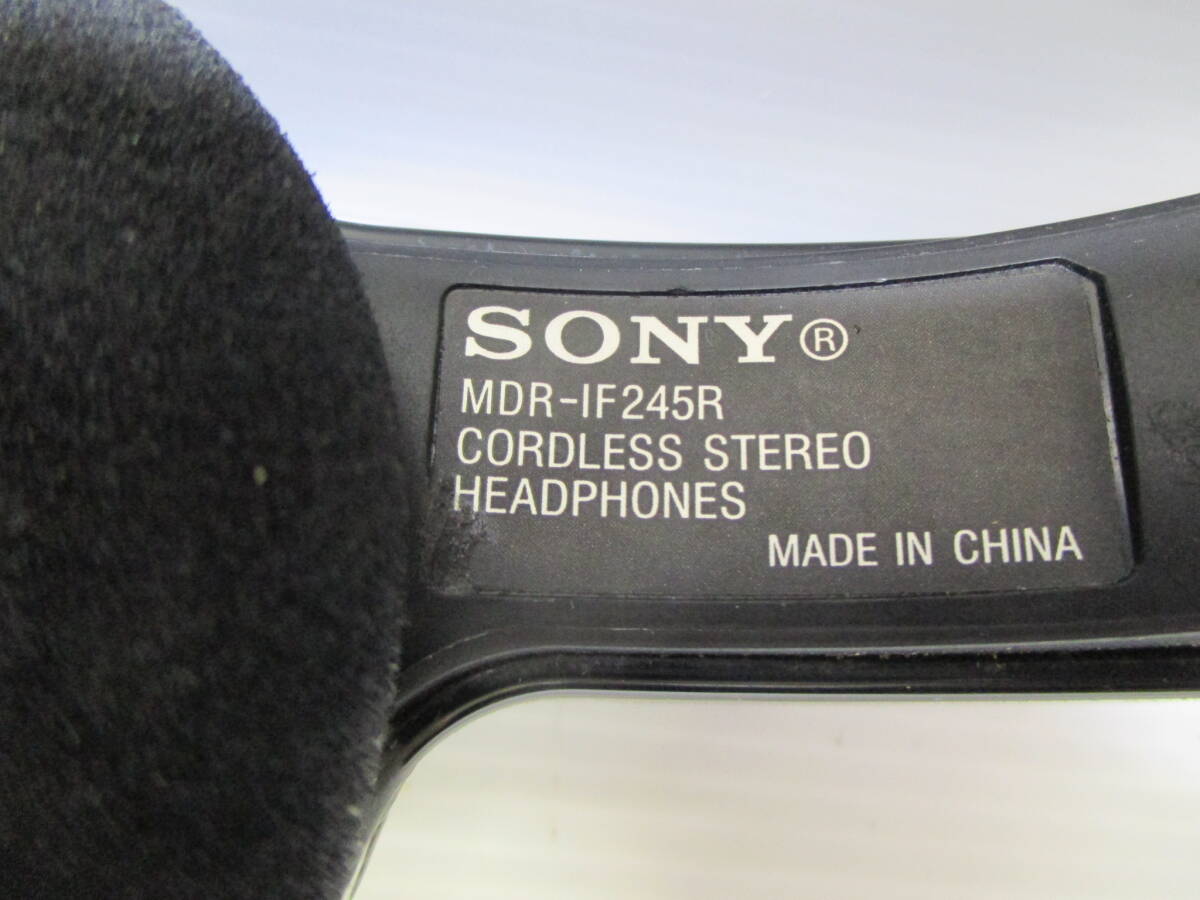 SONY®
MDR-IF245R
CORDLESS STEREO
HEADPHONES
MADE IN CHINA